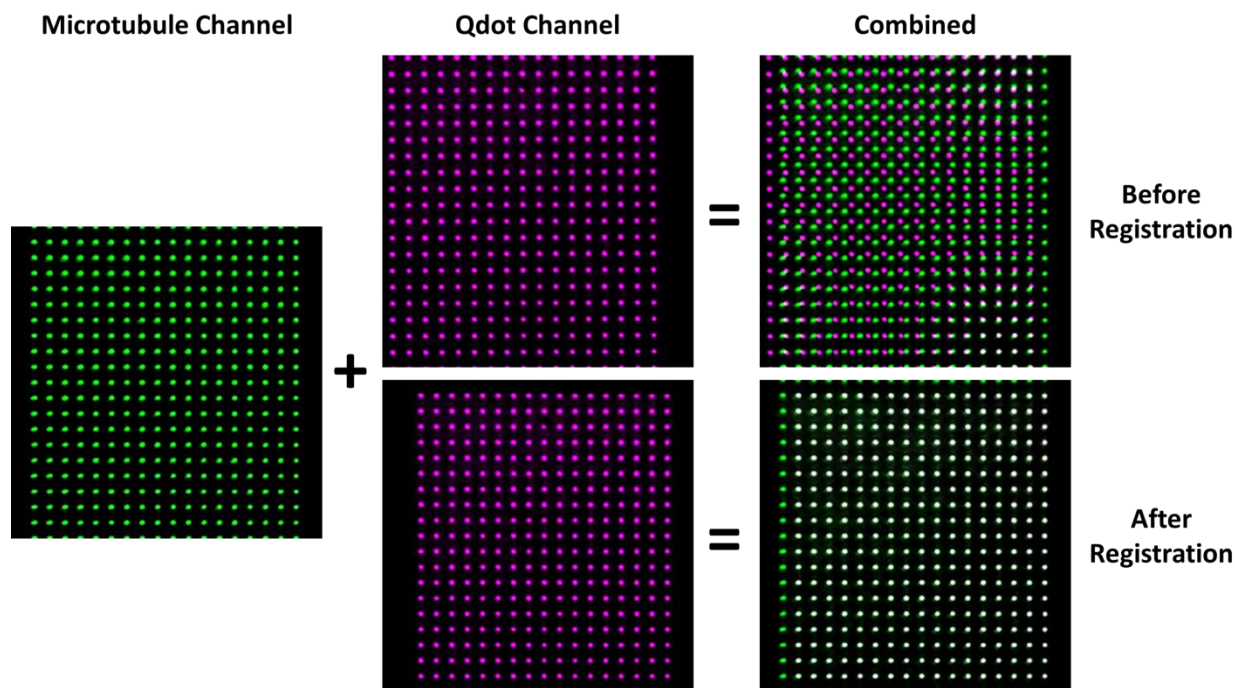 Microtubule Channel
Qdot Channel
Combined
+
=
Before
Registration
=
After
Registration